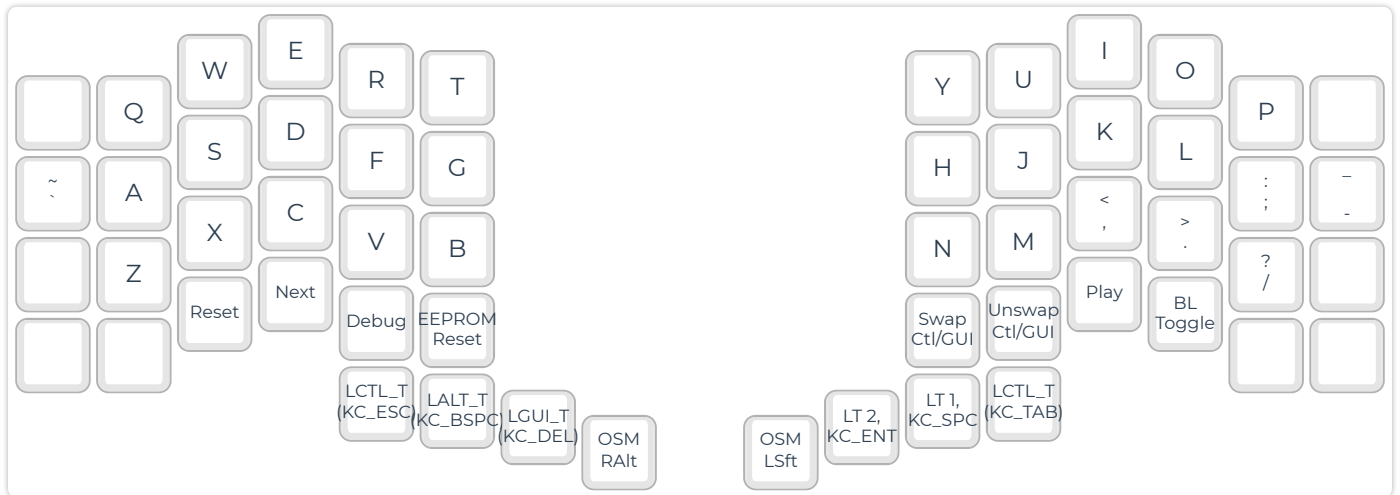 Q
W
E
R
T
Y
U
I
O
P
~
`
A
S
D
F
G
H
J
K
L
:
;
_
-
Z
X
C
V
B
N
M
<
,
>
.
?
/
Reset
Next
Debug
EEPROM
Reset
Swap
Ctl/GUI
Unswap
Ctl/GUI
Play
BL
Toggle
LCTL_T
(KC_ESC)
LALT_T
(KC_BSPC)
LGUI_T
(KC_DEL)
OSM
RAlt
OSM
LSft
LT 2,
KC_ENT
LT 1,
KC_SPC
LCTL_T
(KC_TAB)